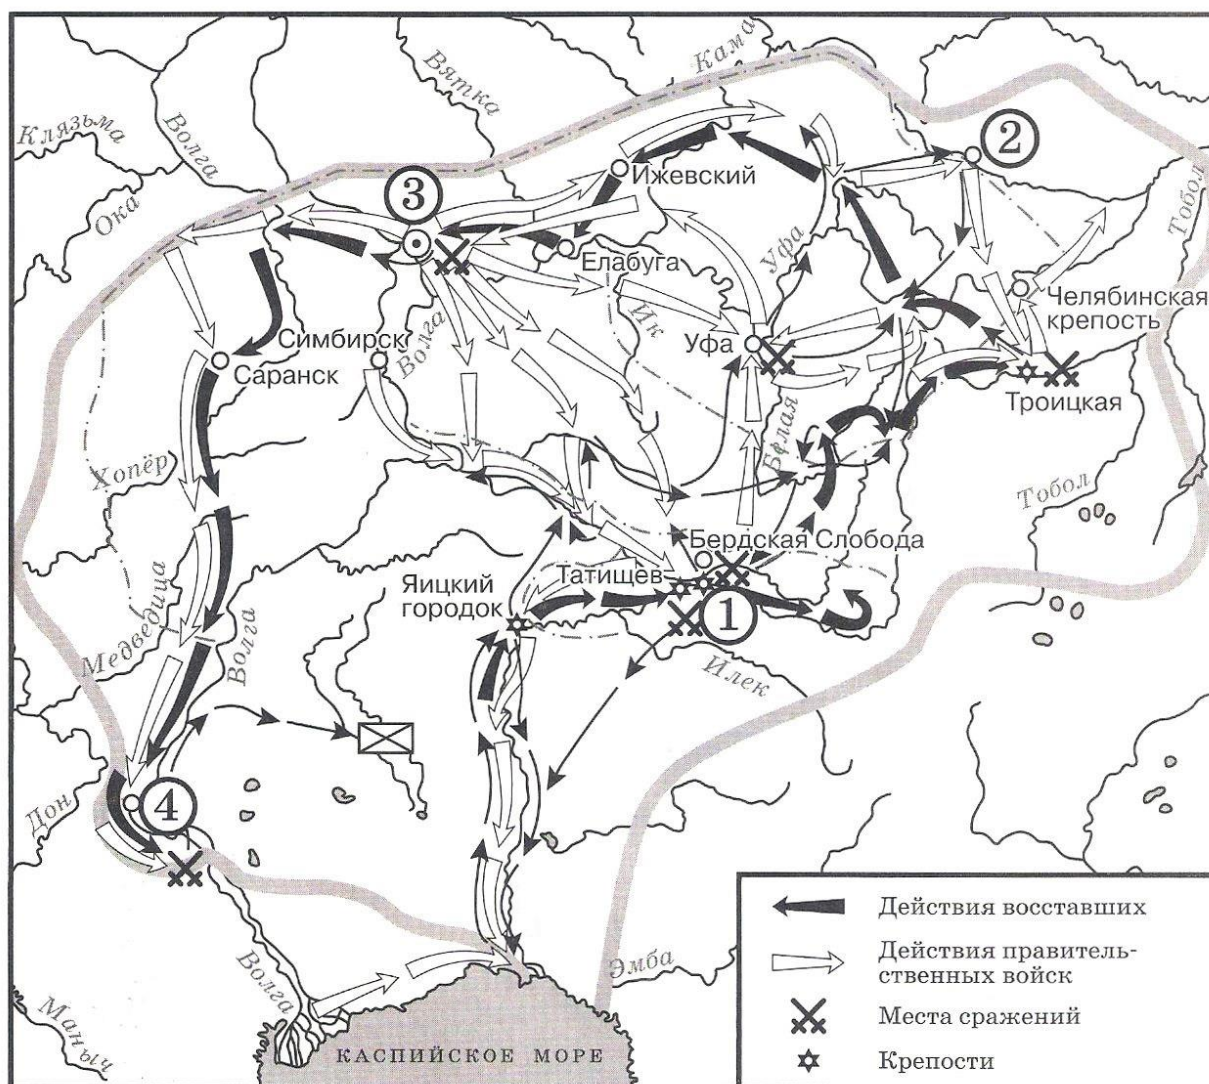 Кама
Вятка
Клязьма
Волга
2
Ижевский
3
Тобол
Ока
Елабуга
Уфа
Ик
Челябинская
крепость
Волга
Симбирск
Уфа
Саранск
Троицкая
Белая
Хопёр
Тобол
Бердская Слобода
Татищев
Яицкий
городок
1
Медведица
Волга
Илек
Дон
4
Действия восставших
Действия правитель-
ственных войск
Эмба
Волга
Места сражений
Маныч
КАСПИЙСКОЕ МОРЕ
Крепости